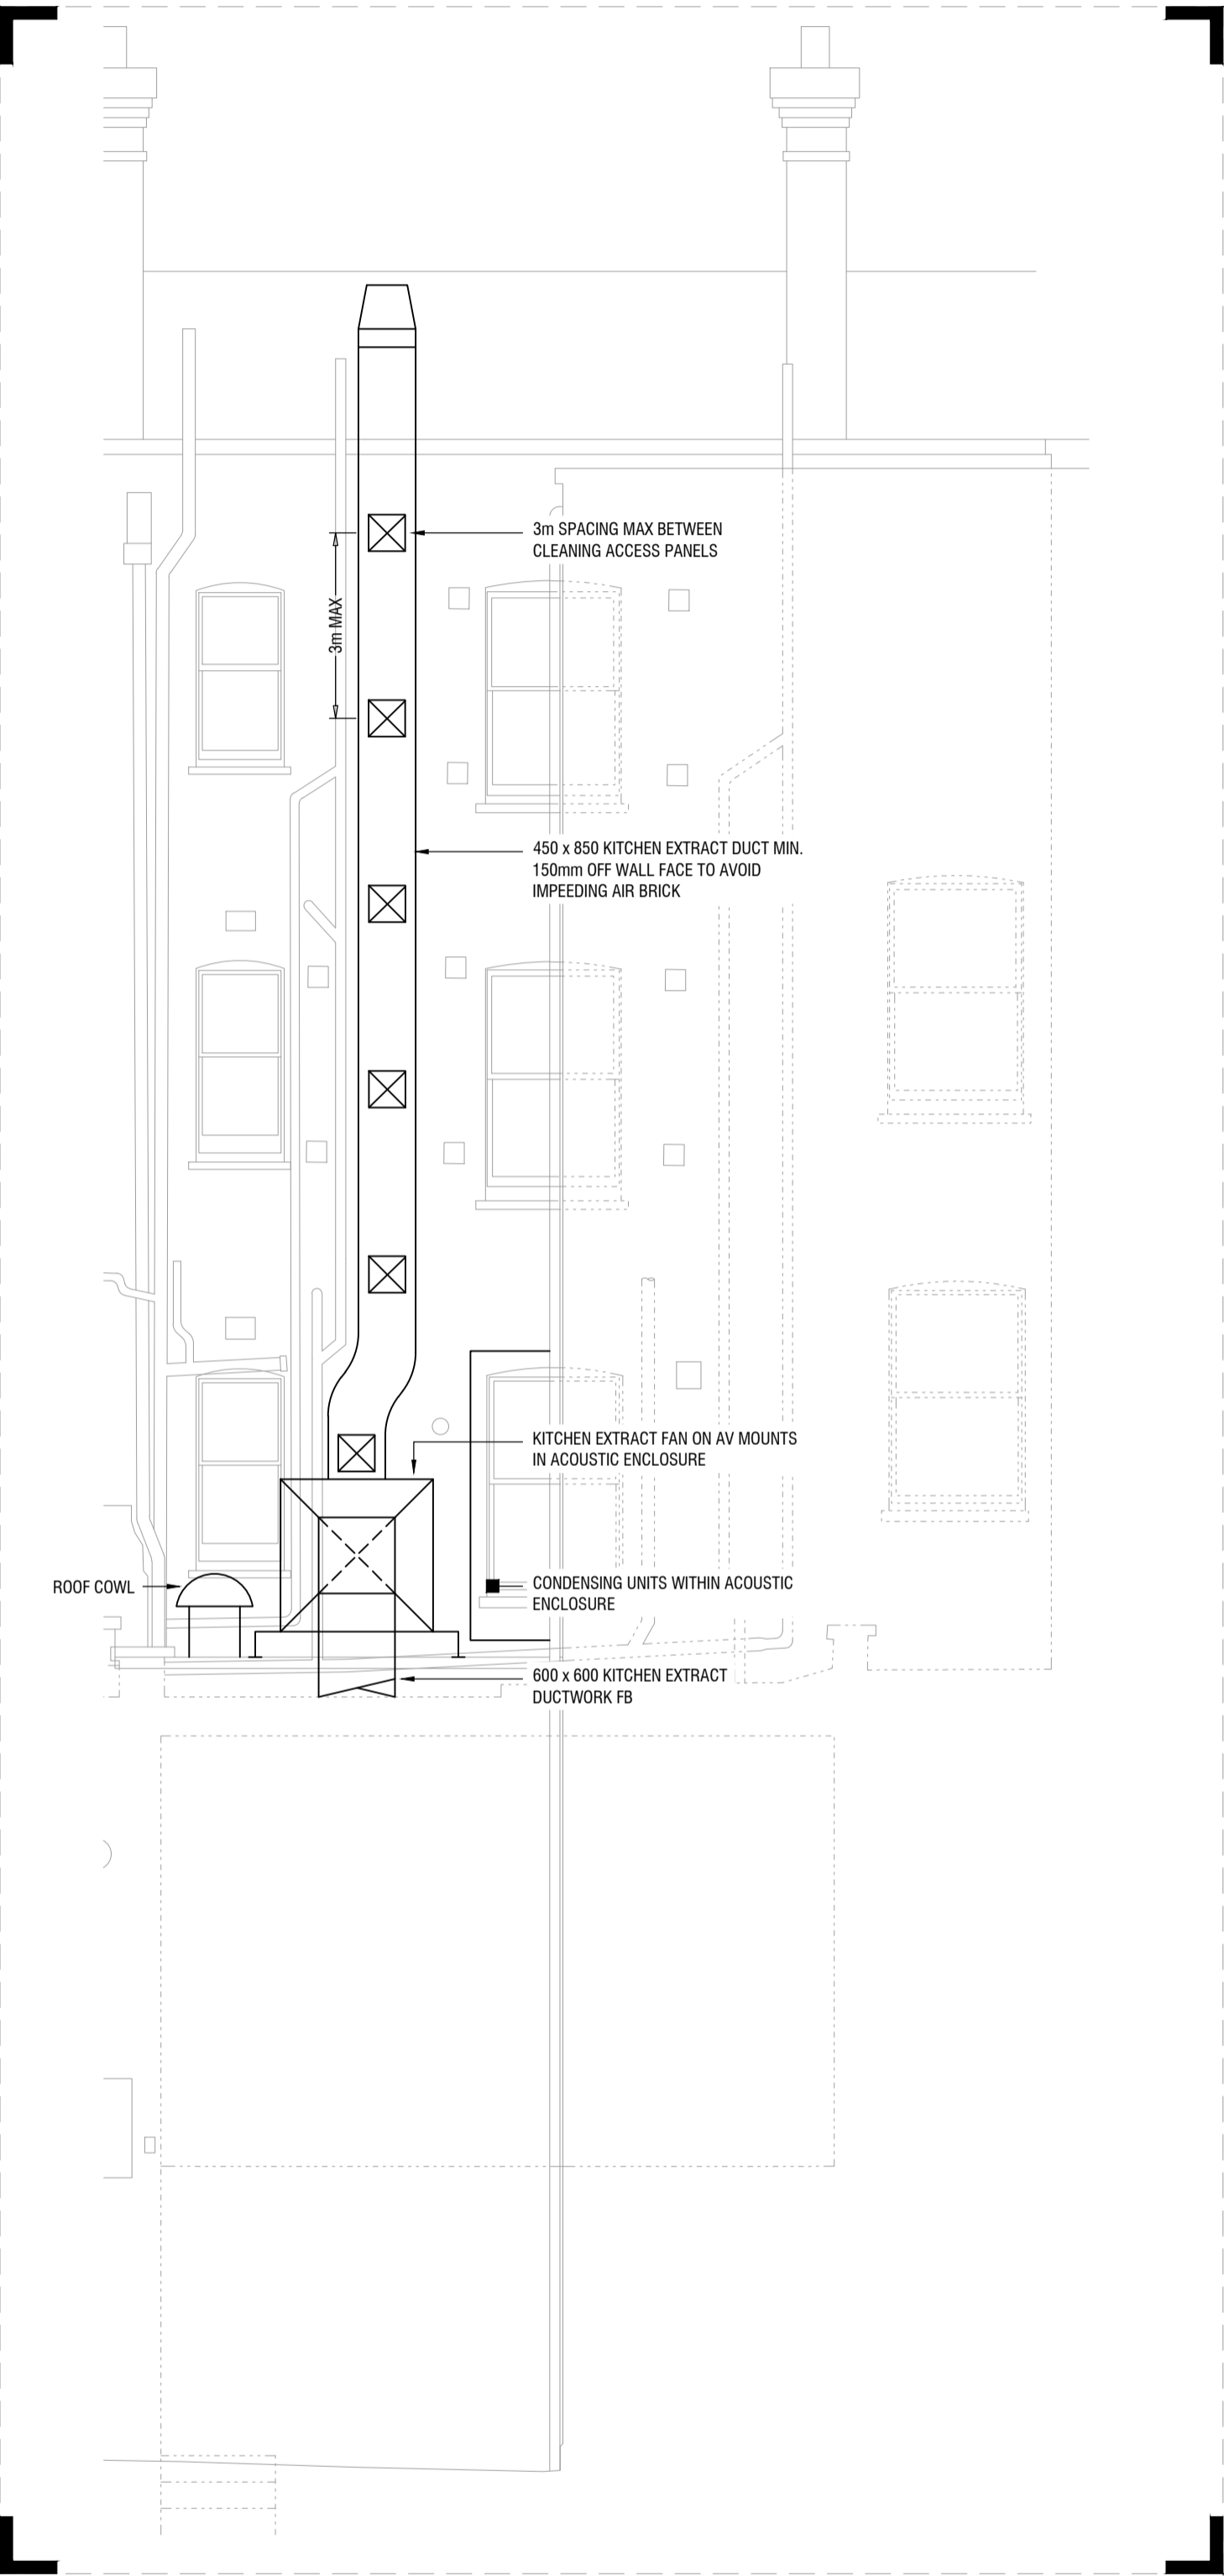 3m SPACING MAX BETWEEN
CLEANING ACCESS PANELS
3m MAX
450 x 850 KITCHEN EXTRACT DUCT MIN.
150mm OFF WALL FACE TO AVOID
IMPEEDING AIR BRICK
KITCHEN EXTRACT FAN ON AV MOUNTS
IN ACOUSTIC ENCLOSURE
ROOF COWL
CONDENSING UNITS WITHIN ACOUSTIC
ENCLOSURE
600 x 600 KITCHEN EXTRACT
DUCTWORK FB